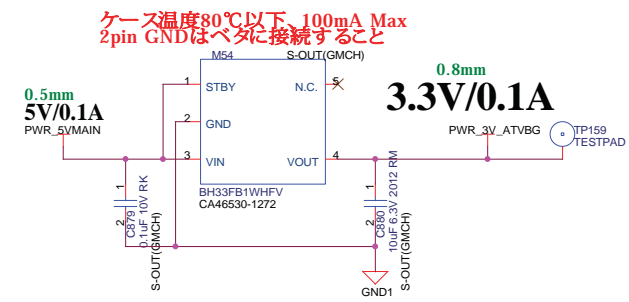 ケース温度80℃以下、100mA Max
2pin GNDはベタに接続すること
M54
S-OUT(GMCH)
0.5mm
5V/0.1A
PWR_5VMAIN
1
STBY
N.C.
5
2
GND
3
VIN
VOUT
4
0.8mm
3.3V/0.1A
PWR_3V_ATVBG
TP159
TESTPAD
BH33FB1WHFV
CA46530-1272
1
2
C879
0.1uF 10V RK
S-OUT(GMCH)
1
2
C880
10uF 6.3V 2012 RM
S-OUT(GMCH)
GND1